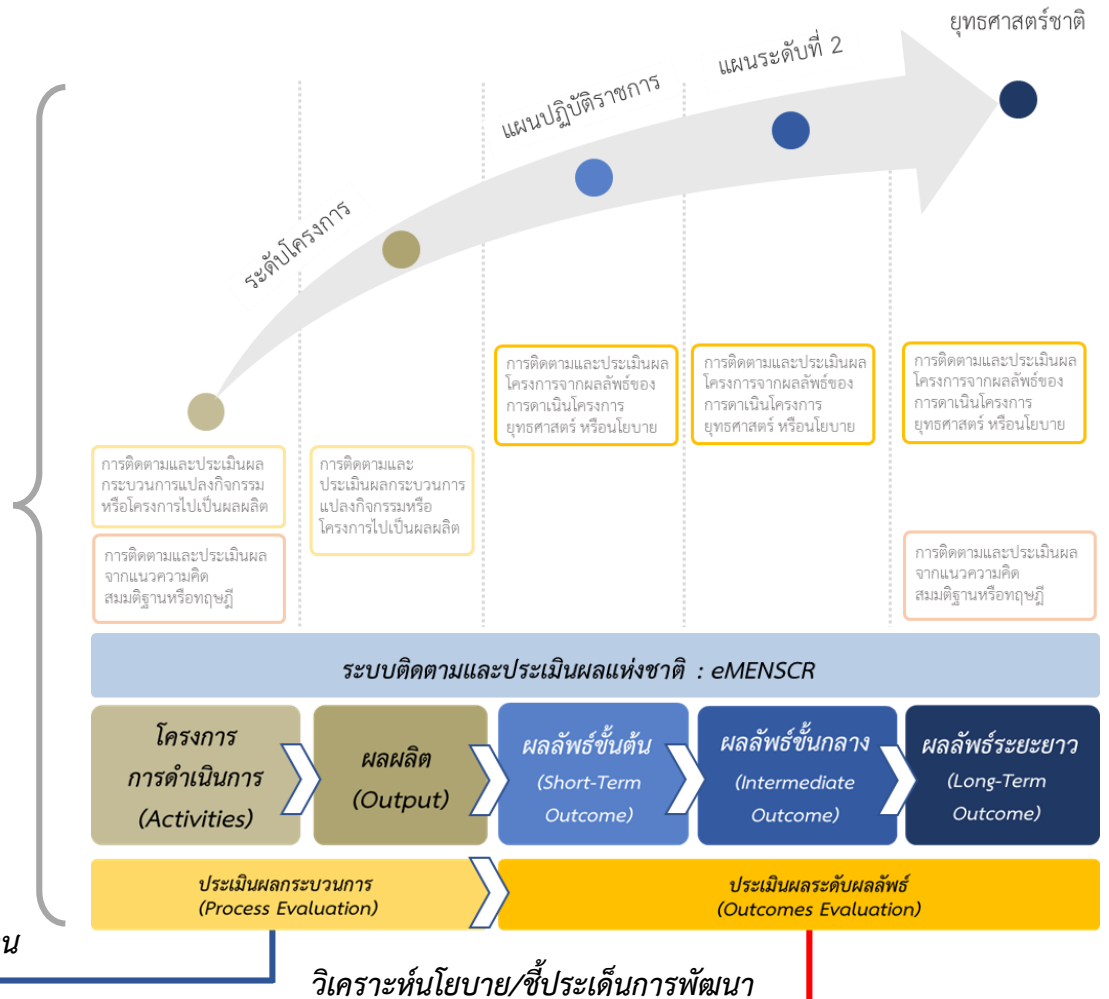 ยุทธศาสตร์ชาติ
แผนระดับที่ 2
แผนปฏิบัติราชการ
ระดับโครงการ
การติดตามและประเมินผล
โครงการจากผลลัพธ์ของ
การดาเนินโครงการ
ยุทธศาสตร์ หรือนโยบาย
การติดตามและประเมินผล
โครงการจากผลลัพธ์ของ
การดาเนินโครงการ
ยุทธศาสตร์ หรือนโยบาย
การติดตามและประเมินผล
โครงการจากผลลัพธ์ของ
การดาเนินโครงการ
ยุทธศาสตร์ หรือนโยบาย
การติดตามและประเมินผล
กระบวนการแปลงกิจกรรม
หรือโครงการไปเป็นผลผลิต
การติดตามและ
ประเมินผลกระบวนการ
แปลงกิจกรรมหรือ
โครงการไปเป็นผลผลิต
การติดตามและประเมินผล
จากแนวความคิด
สมมติฐานหรือทฤษฎี
การติดตามและประเมินผล
จากแนวความคิด
สมมติฐานหรือทฤษฎี
ระบบติดตามและประเมินผลแห่งชาติ : eMENSCR
โครงการ
การดำเนินการ
(Activities)
ผลผลิต
(Output)
ผลลัพธ์ขั้นต้น
(Short-Term
Outcome)
ผลลัพธ์ขั้นกลาง
(Intermediate
Outcome)
ผลลัพธ์ระยะยาว
(Long-Term
Outcome)
ประเมินผลกระบวนการ
(Process Evaluation)
ประเมินผลระดับผลลัพธ์
(Outcomes Evaluation)
วิเคราะห์นโยบาย/ชี้ประเด็นการพัฒนา